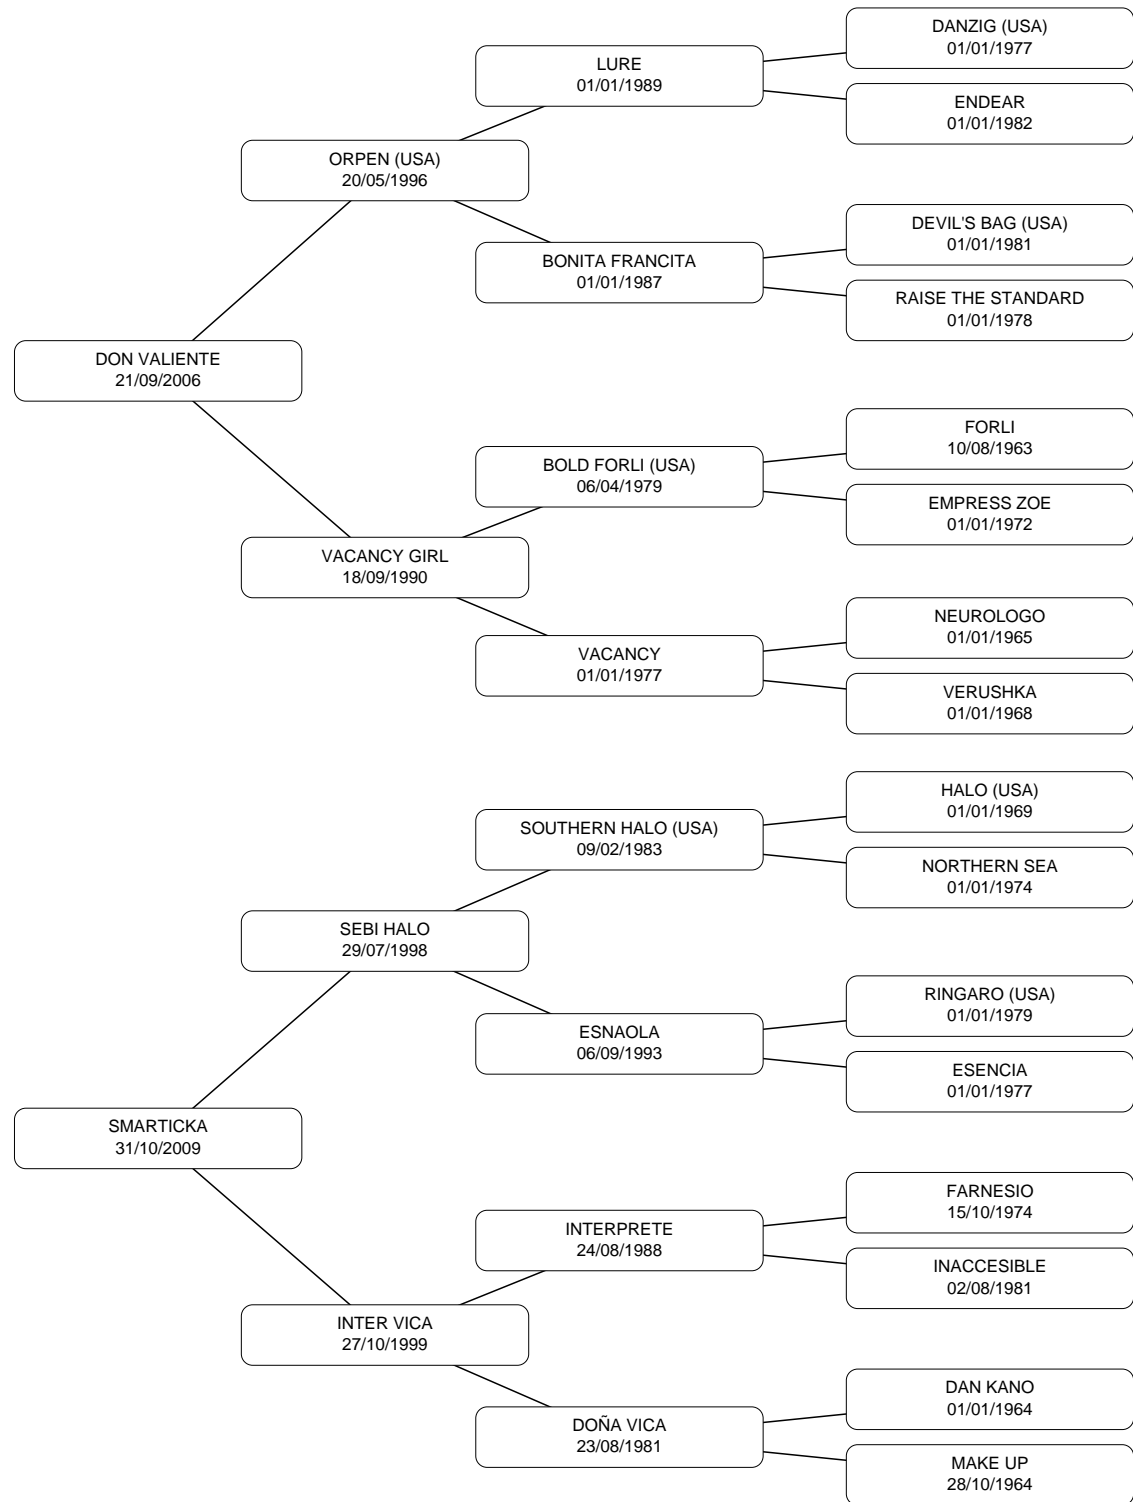 DANZIG (USA)
01/01/1977
LURE
01/01/1989
ENDEAR
01/01/1982
ORPEN (USA)
20/05/1996
DEVIL'S BAG (USA)
01/01/1981
BONITA FRANCITA
01/01/1987
RAISE THE STANDARD
01/01/1978
DON VALIENTE
21/09/2006
FORLI
10/08/1963
BOLD FORLI (USA)
06/04/1979
EMPRESS ZOE
01/01/1972
VACANCY GIRL
18/09/1990
NEUROLOGO
01/01/1965
VACANCY
01/01/1977
VERUSHKA
01/01/1968
HALO (USA)
01/01/1969
SOUTHERN HALO (USA)
09/02/1983
NORTHERN SEA
01/01/1974
SEBI HALO
29/07/1998
RINGARO (USA)
01/01/1979
ESNAOLA
06/09/1993
ESENCIA
01/01/1977
SMARTICKA
31/10/2009
FARNESIO
15/10/1974
INTERPRETE
24/08/1988
INACCESIBLE
02/08/1981
INTER VICA
27/10/1999
DAN KANO
01/01/1964
DOÑA VICA
23/08/1981
MAKE UP
28/10/1964